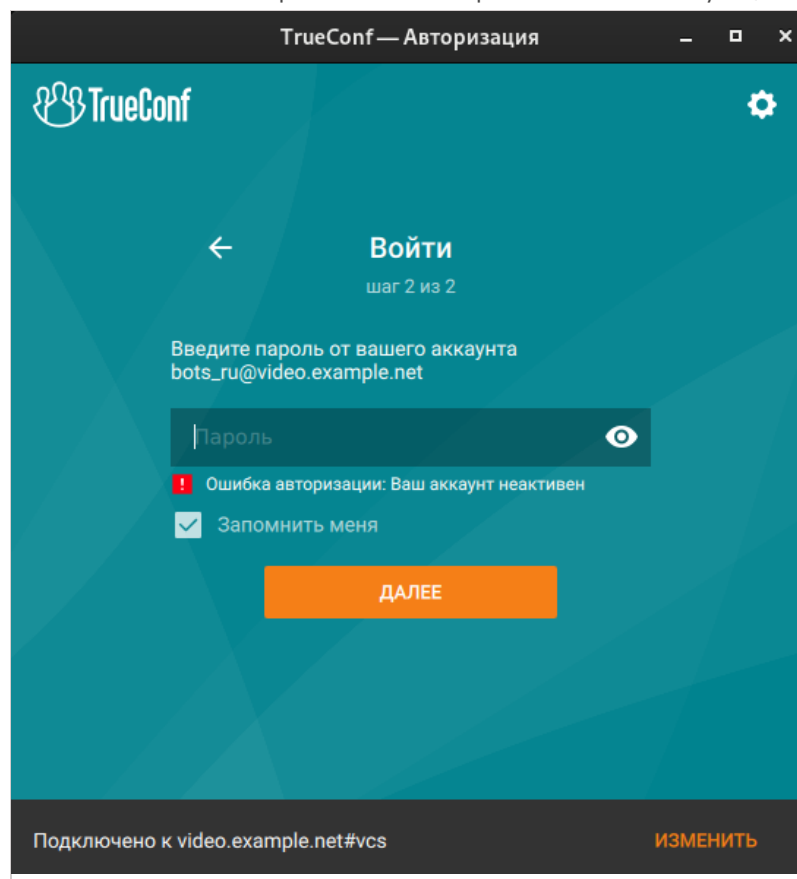 TrueConf — Авторизация
TrueConf
Войти
шаг 2 из 2
Введите пароль от вашего аккаунта
bots_ru@video.example.net
Пароль
Ошибка авторизации: Ваш аккаунт неактивен
Запомнить меня
ДАЛЕЕ
Подключено к video.example.net#vcs
ИЗМЕНИТЬ